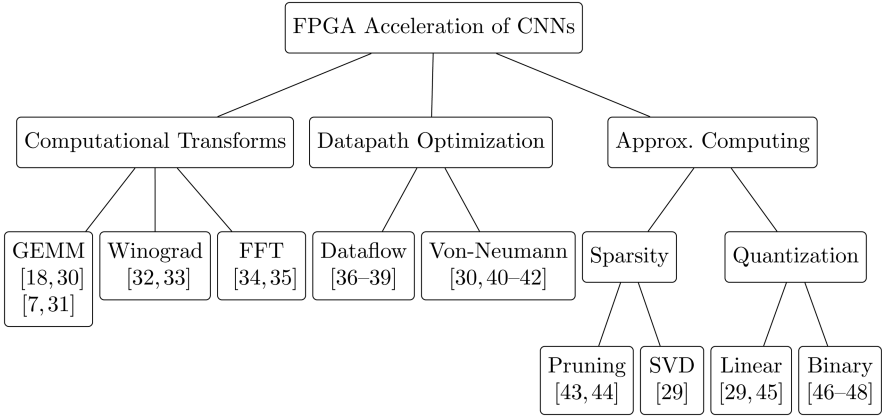 FPGA Acceleration of CNNs
Computational Transforms
Datapath Optimization
Approx. Computing
GEMM
[18, 30]
[7, 31]
Winograd
[32, 33]
FFT
[34, 35]
Dataflow
[36–39]
Von-Neumann
[30, 40–42]
Sparsity
Quantization
Pruning
[43, 44]
SVD
[29]
Linear
[29, 45]
Binary
[46–48]